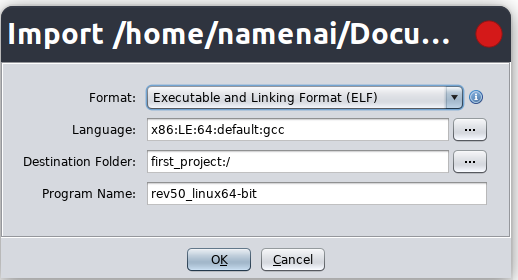 Import /home/namenai/Docu...
Format: Executable and Linking Format (ELF)
Language: x86:LE:64:default:gcc ...
Destination Folder: first_project:/ ...
Program Name: rev50_linux64-bit
OK Cancel